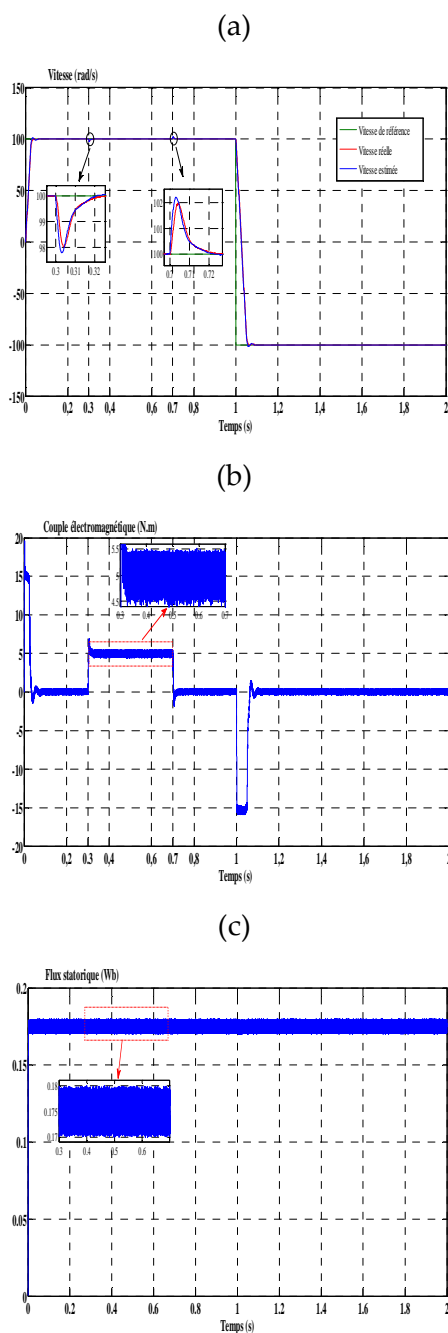 (a)
Vitesse (rad/s)
150
100
50
0
-50
-100
-150
Vitesse de référence
Vitesse réelle
Vitesse estimée
100
99
98
0.3 0.31 0.32
102
101
100
0.7 0.71 0.72
0 0,2 0.3 0,4 0,6 0.7 0,8 1 1,2 1,4 1,6 1,8 2
Temps (s)
(b)
Couple électromagnétique (N.m)
20
15
10
5
0
-5
-10
-15
-20
5.5
5
4.5
0.3 0.4 0.5 0.6 0.7
0 0,2 0.3 0,4 0,6 0.7 0,8 1 1,2 1,4 1,6 1,8 2
Temps (s)
(c)
Flux statorique (Wb)
0.2
0.15
0.1
0.05
0
0.18
0.175
0.17
0.3 0.4 0.5 0.6
0 0.2 0.4 0.6 0.8 1 1.2 1.4 1.6 1.8 2
Temps (s)